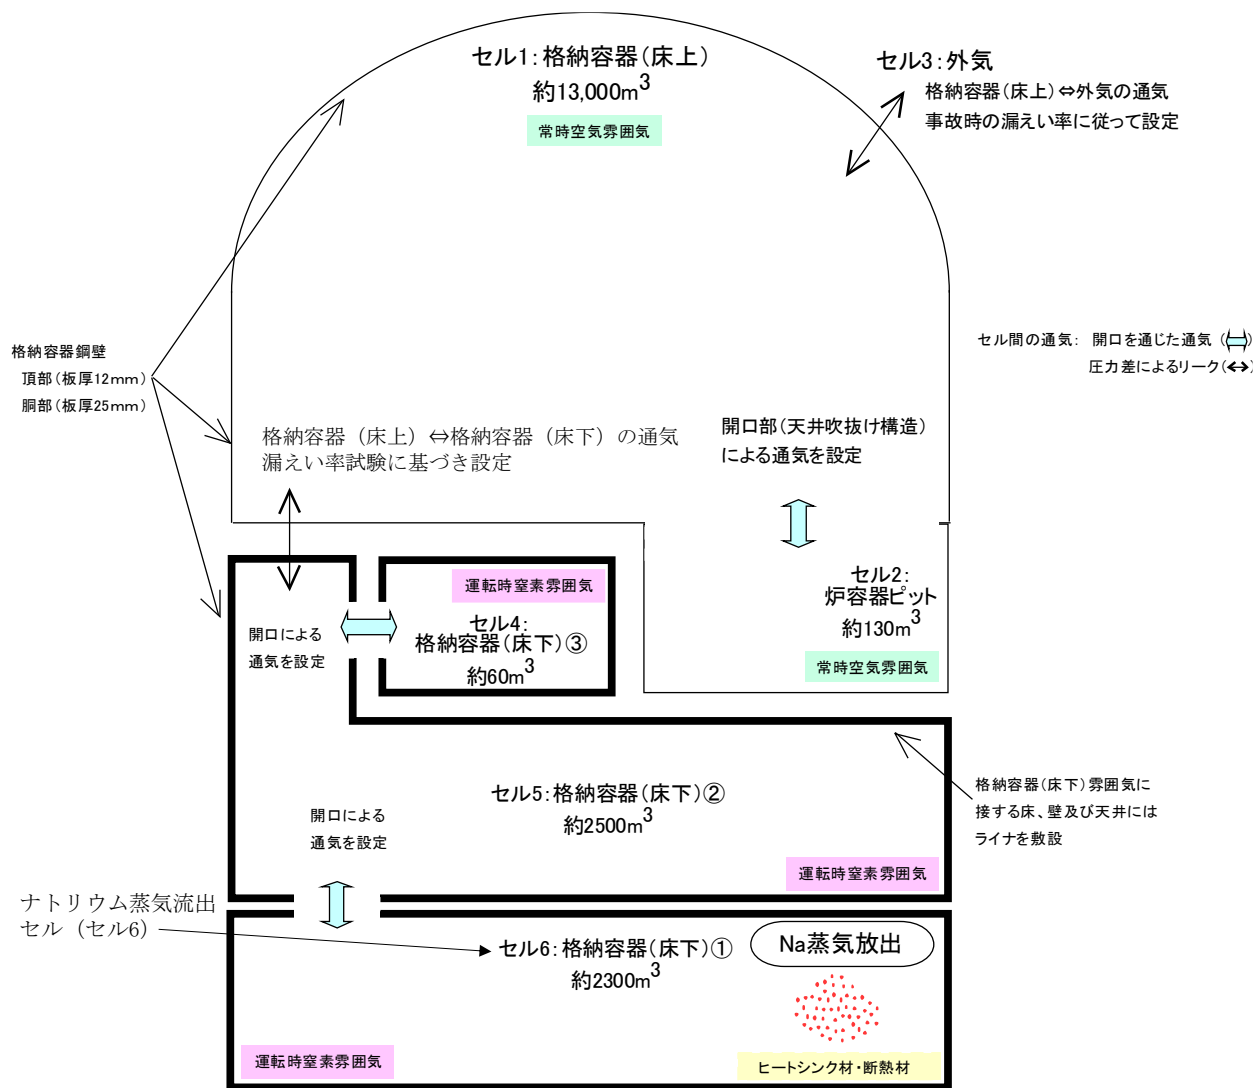 セル1：格納容器（床上）
約13,000m³
常時空気雰囲気
セル3：外気
格納容器（床上）⇔外気の通気
事故時の漏えい率に従って設定
格納容器鋼壁
頂部（板厚12mm）
胴部（板厚25mm）
セル間の通気： 開口を通じた通気（⇔）
圧力差によるリーク（↔）
格納容器（床上）⇔格納容器（床下）の通気
漏えい率試験に基づき設定
開口部（天井吹抜け構造）
による通気を設定
セル2：
炉容器ピット
約130m³
常時空気雰囲気
運転時窒素雰囲気
セル4：
格納容器（床下）③
約60m³
開口による
通気を設定
セル5：格納容器（床下）②
約2500m³
開口による
通気を設定
運転時窒素雰囲気
格納容器（床下）雰囲気に
接する床、壁及び天井には
ライナを敷設
ナトリウム蒸気流出
セル（セル6）
セル6：格納容器（床下）①
約2300m³
Na蒸気放出
運転時窒素雰囲気
ヒートシンク材・断熱材